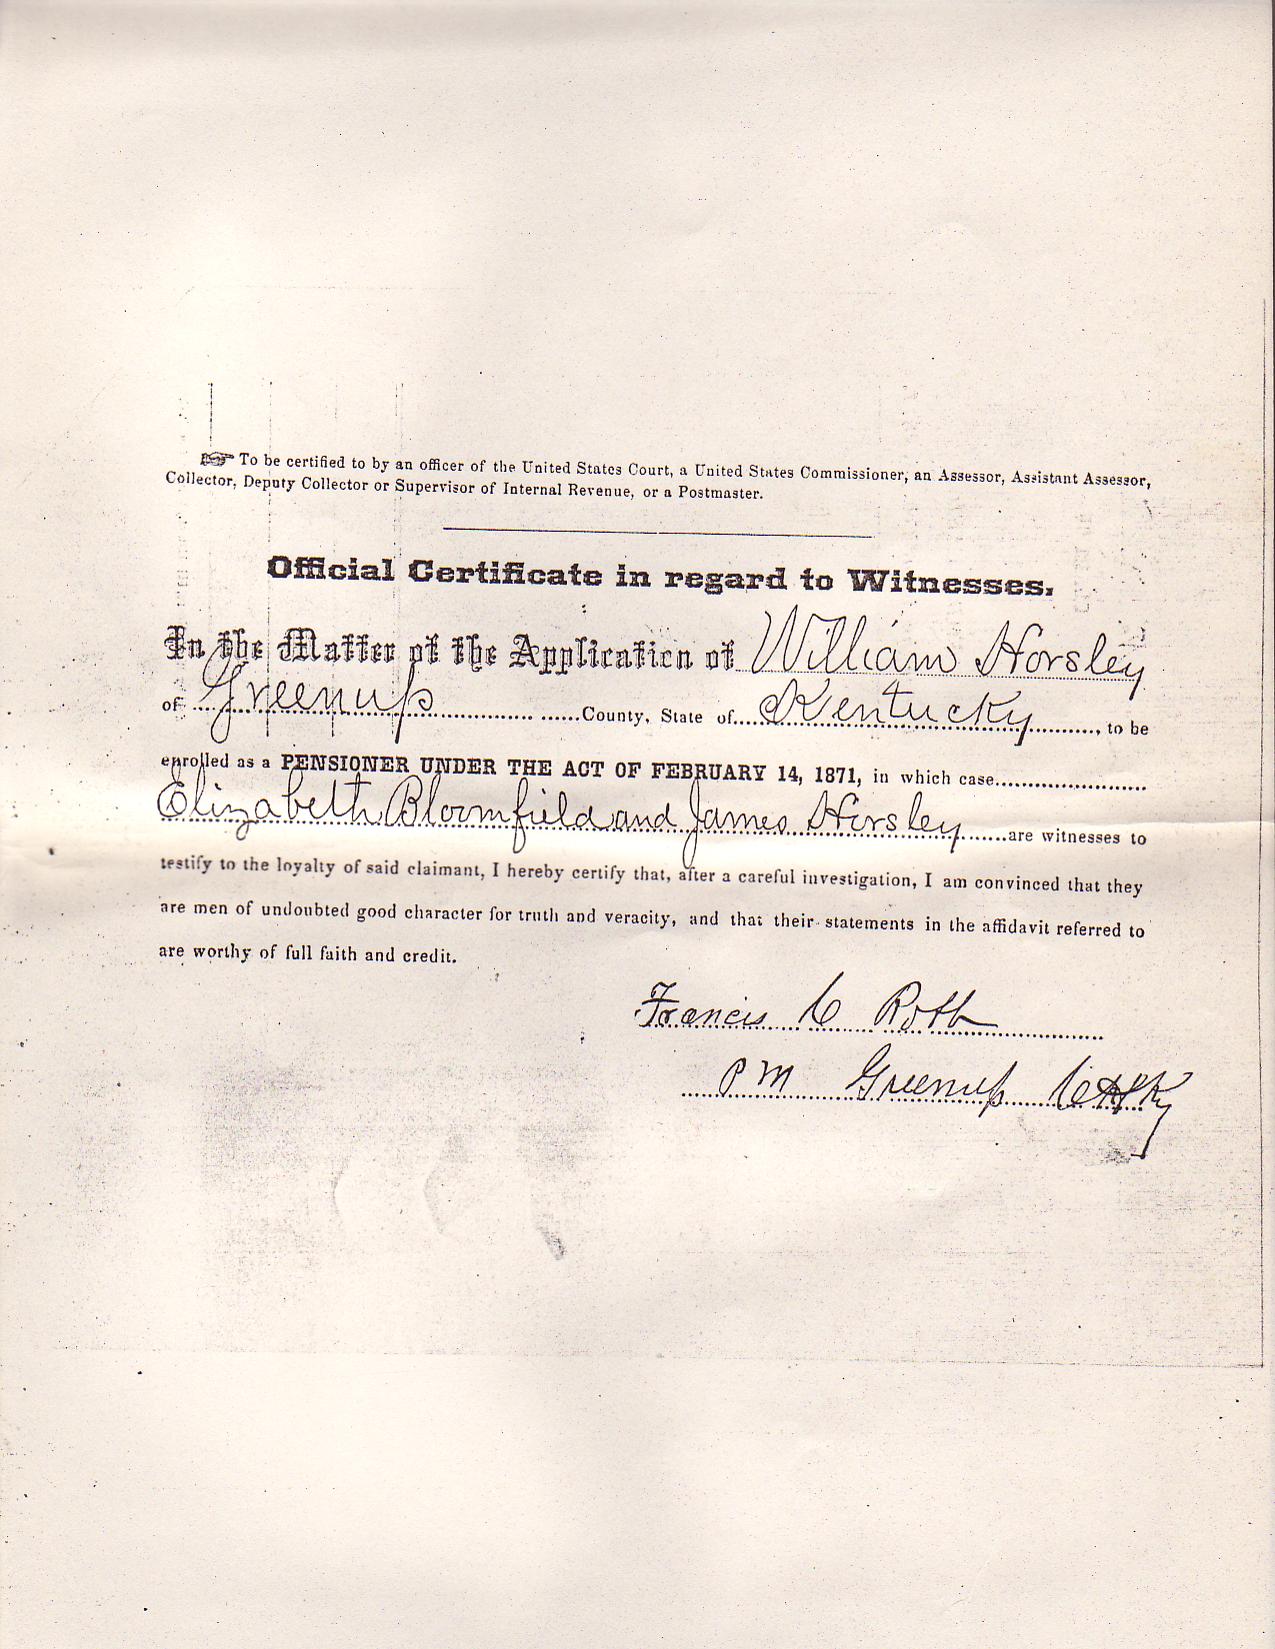 ☞ To be certified to by an officer of the United States Court, a United States Commissioner, an Assessor, Assistant Assessor,
Collector, Deputy Collector or Supervisor of Internal Revenue, or a Postmaster.
Official Certificate in regard to Witnesses.
In the Matter of the Application of William Horsley
of Greenup County, State of Kentucky, to be
enrolled as a PENSIONER UNDER THE ACT OF FEBRUARY 14, 1871, in which case
Elizabeth Bloomfield and James Horsley are witnesses to
testify to the loyalty of said claimant, I hereby certify that, after a careful investigation, I am convinced that they
are men of undoubted good character for truth and veracity, and that their statements in the affidavit referred to
are worthy of full faith and credit.
Francis C Roth
P M Greenup C H Ky